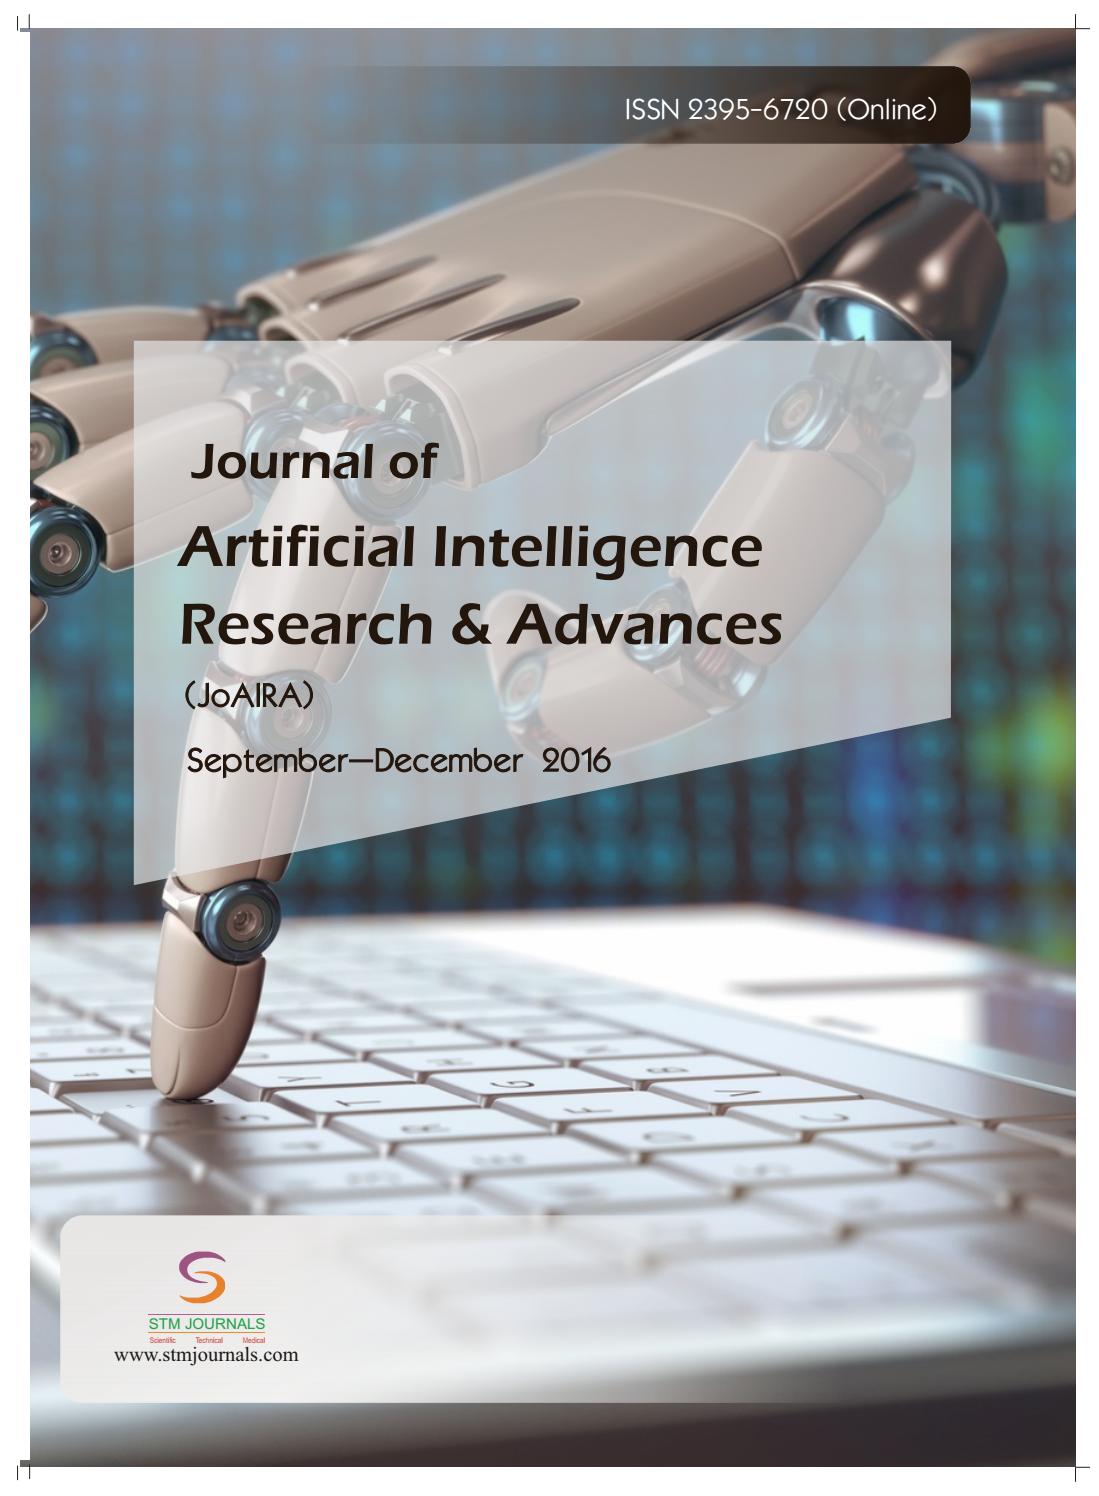 ISSN 2395-6720 (Online)
Journal of
Artificial Intelligence
Research & Advances
(JoAIRA)
September—December 2016
Y
H
G
B
T
F
V
R
D
C
STM JOURNALS
Scientific Technical Medical
www.stmjournals.com